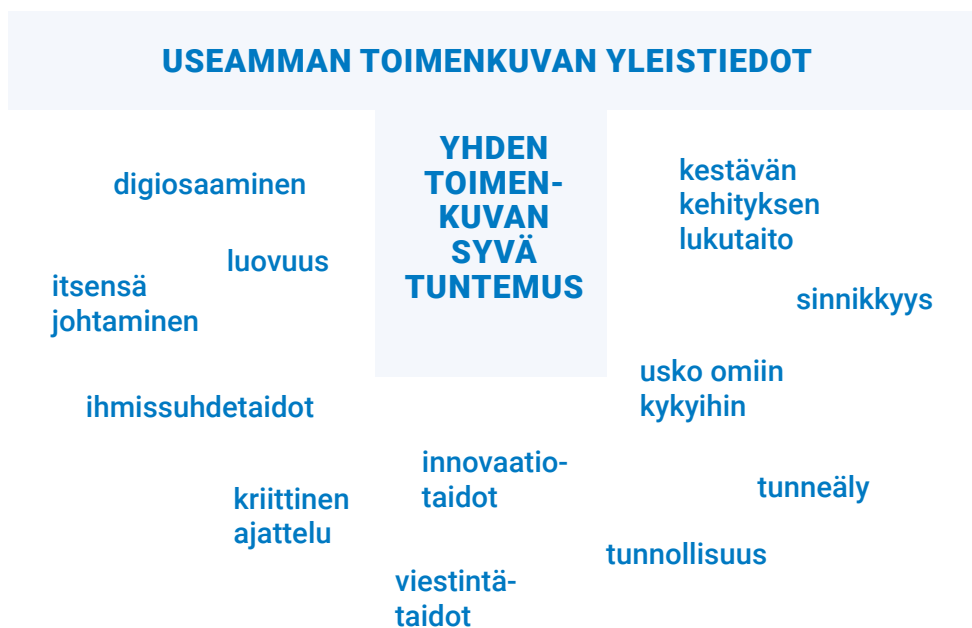 USEAMMAN TOIMENKUVAN YLEISTIEDOT
YHDEN
TOIMEN-
KUVAN
SYVÄ
TUNTEMUS
digiosaaminen
luovuus
itsensä
johtaminen
ihmissuhdetaidot
kriittinen
ajattelu
innovaatio-
taidot
viestintä-
taidot
kestävän
kehityksen
lukutaito
sinnikkyys
usko omiin
kykyihin
tunneäly
tunnollisuus